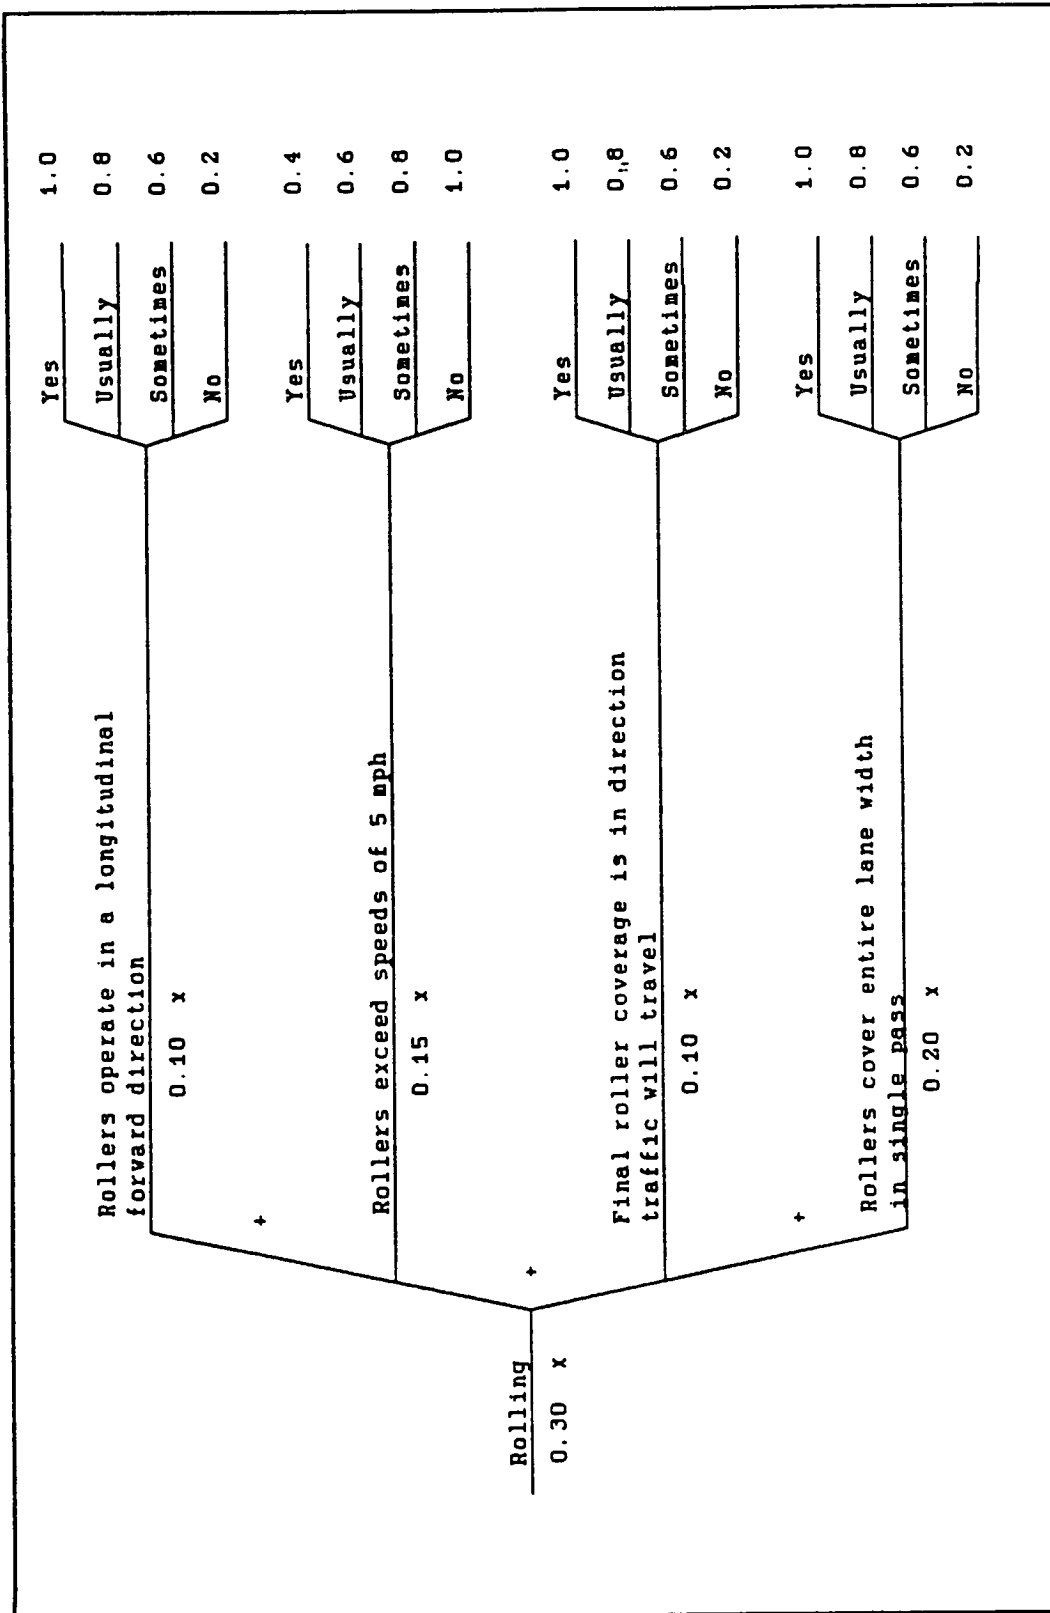 Rolling
0.30 x
+
+
+
Rollers operate in a longitudinal
forward direction
0.10 x
Yes 1.0
Usually 0.8
Sometimes 0.6
No 0.2
Rollers exceed speeds of 5 mph
0.15 x
Yes 0.4
Usually 0.6
Sometimes 0.8
No 1.0
Final roller coverage is in direction
traffic will travel
0.10 x
Yes 1.0
Usually 0.8
Sometimes 0.6
No 0.2
Rollers cover entire lane width
in single pass
0.20 x
Yes 1.0
Usually 0.8
Sometimes 0.6
No 0.2